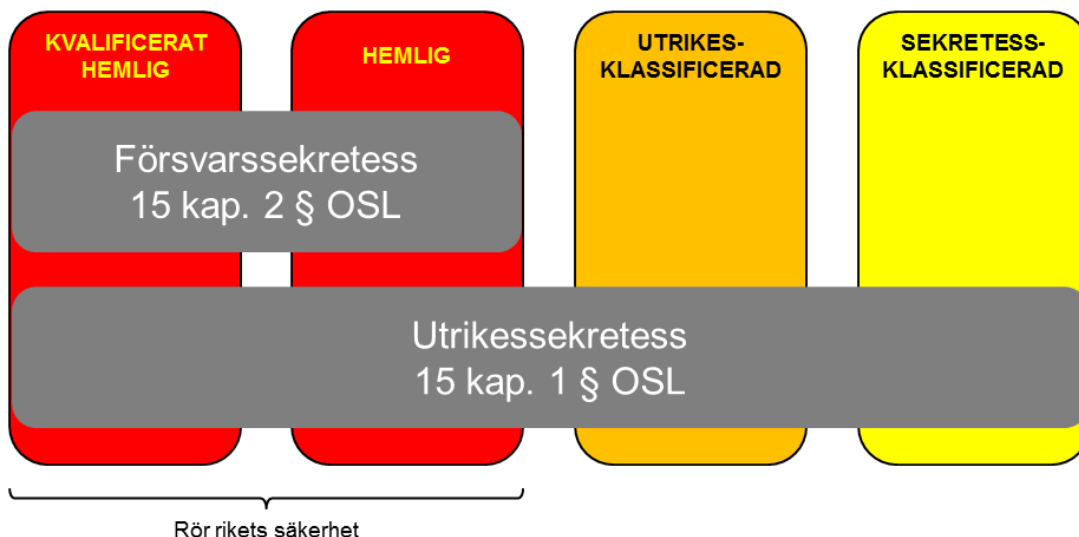 KVALIFICERAT
HEMLIG
HEMLIG
UTRIKES-
KLASSIFICERAD
SEKRETESS-
KLASSIFICERAD
Försvarssekretess
15 kap. 2 § OSL
Utrikessekretess
15 kap. 1 § OSL
Rör rikets säkerhet